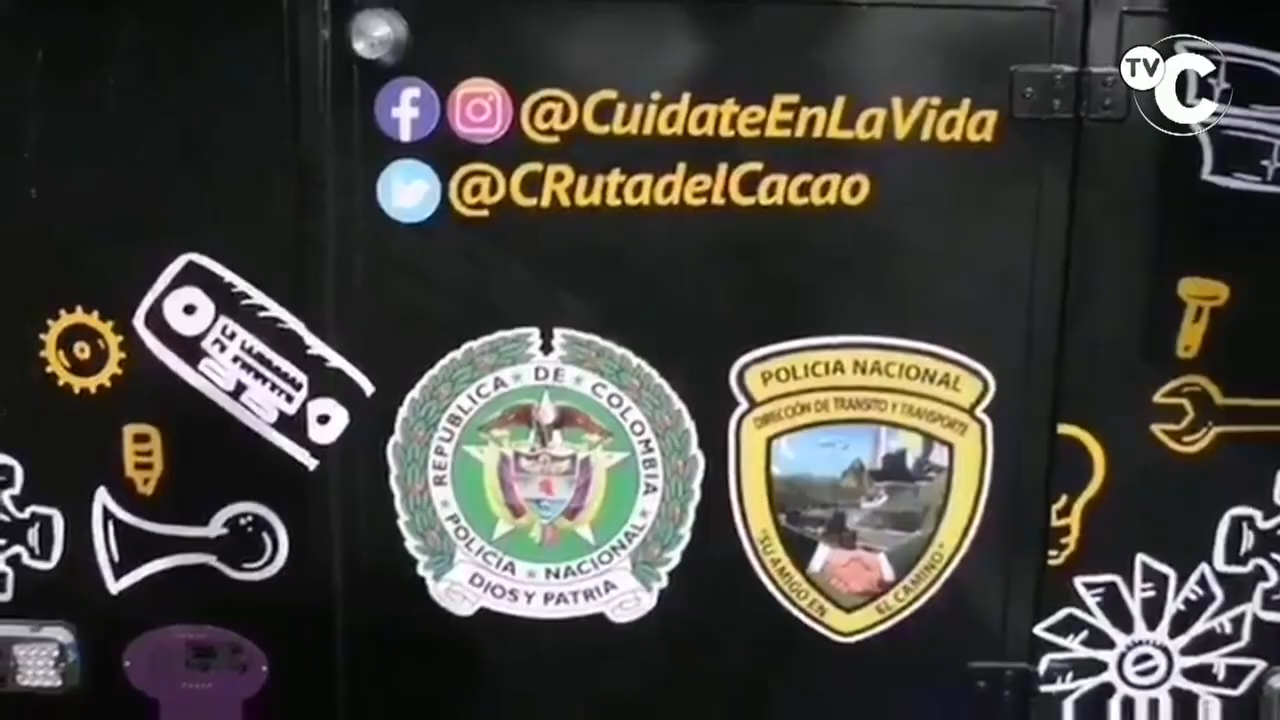 TVC
@CuidateEnLaVida
@CRutadelCacao
REPUBLICA DE COLOMBIA
POLICIA NACIONAL
DIOS Y PATRIA
POLICIA NACIONAL
DIRECCIÓN DE TRANSITO Y TRANSPORTE
"SU AMIGO EN
EL CAMINO"